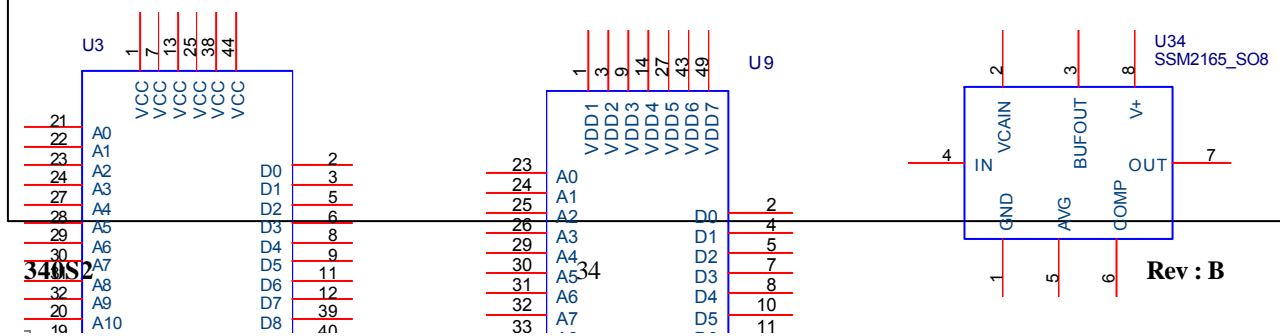 U3
1 7 13 25 38 44
VCC VCC VCC VCC VCC VCC
21 A0
22 A1
23 A2
24 A3
27 A4
28 A5
29 A6
30 A7
31 A8
32 A9
20 A10
19
D0 2
D1 3
D2 5
D3 6
D4 8
D5 9
D6 11
D7 12
D8 39
40
340S2
U9
1 3 9 14 27 43 49
VDD1 VDD2 VDD3 VDD4 VDD5 VDD6 VDD7
23 A0
24 A1
25 A2
26 A3
29 A4
30 A5
31 A6
32 A7
33
D0 2
D1 4
D2 5
D3 7
D4 8
D5 10
11
34
U34
SSM2165_SO8
2 3 8
VCAIN BUFOUT V+
4 IN
OUT 7
GND AVG COMP
1 5 6
Rev : B